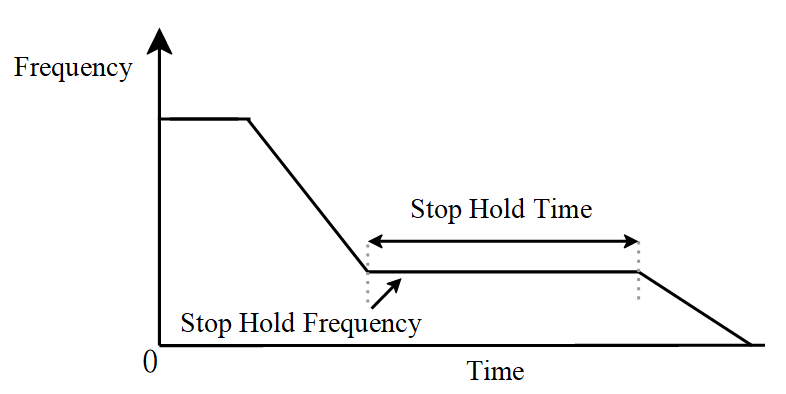 Frequency
Stop Hold Time
Stop Hold Frequency
0
Time